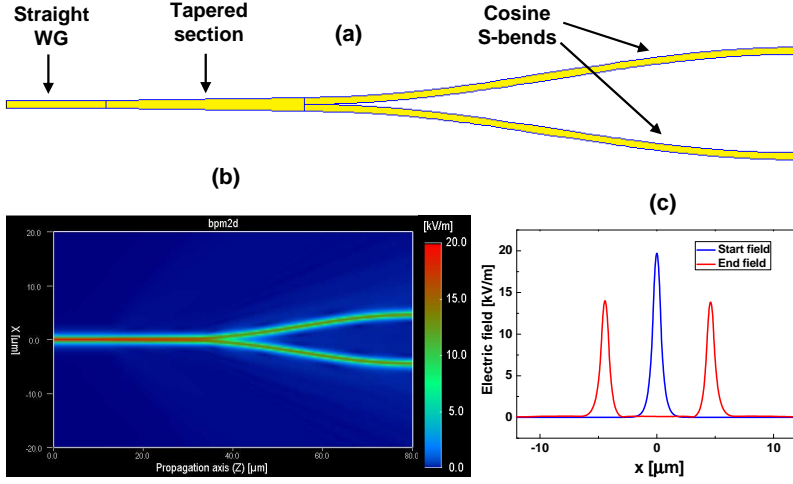 Straight
WG
Tapered
section
(a)
Cosine
S-bends
(b)
bpm2d
[kV/m]
20.0
10.0
0.0
-10.0
-20.0
X [µm]
0.0
20.0
40.0
60.0
80.0
Propagation axis (Z) [µm]
20.0
15.0
10.0
5.0
0.0
(c)
Start field
End field
20
15
10
5
0
Electric field [kV/m]
-10
0
10
x [µm]